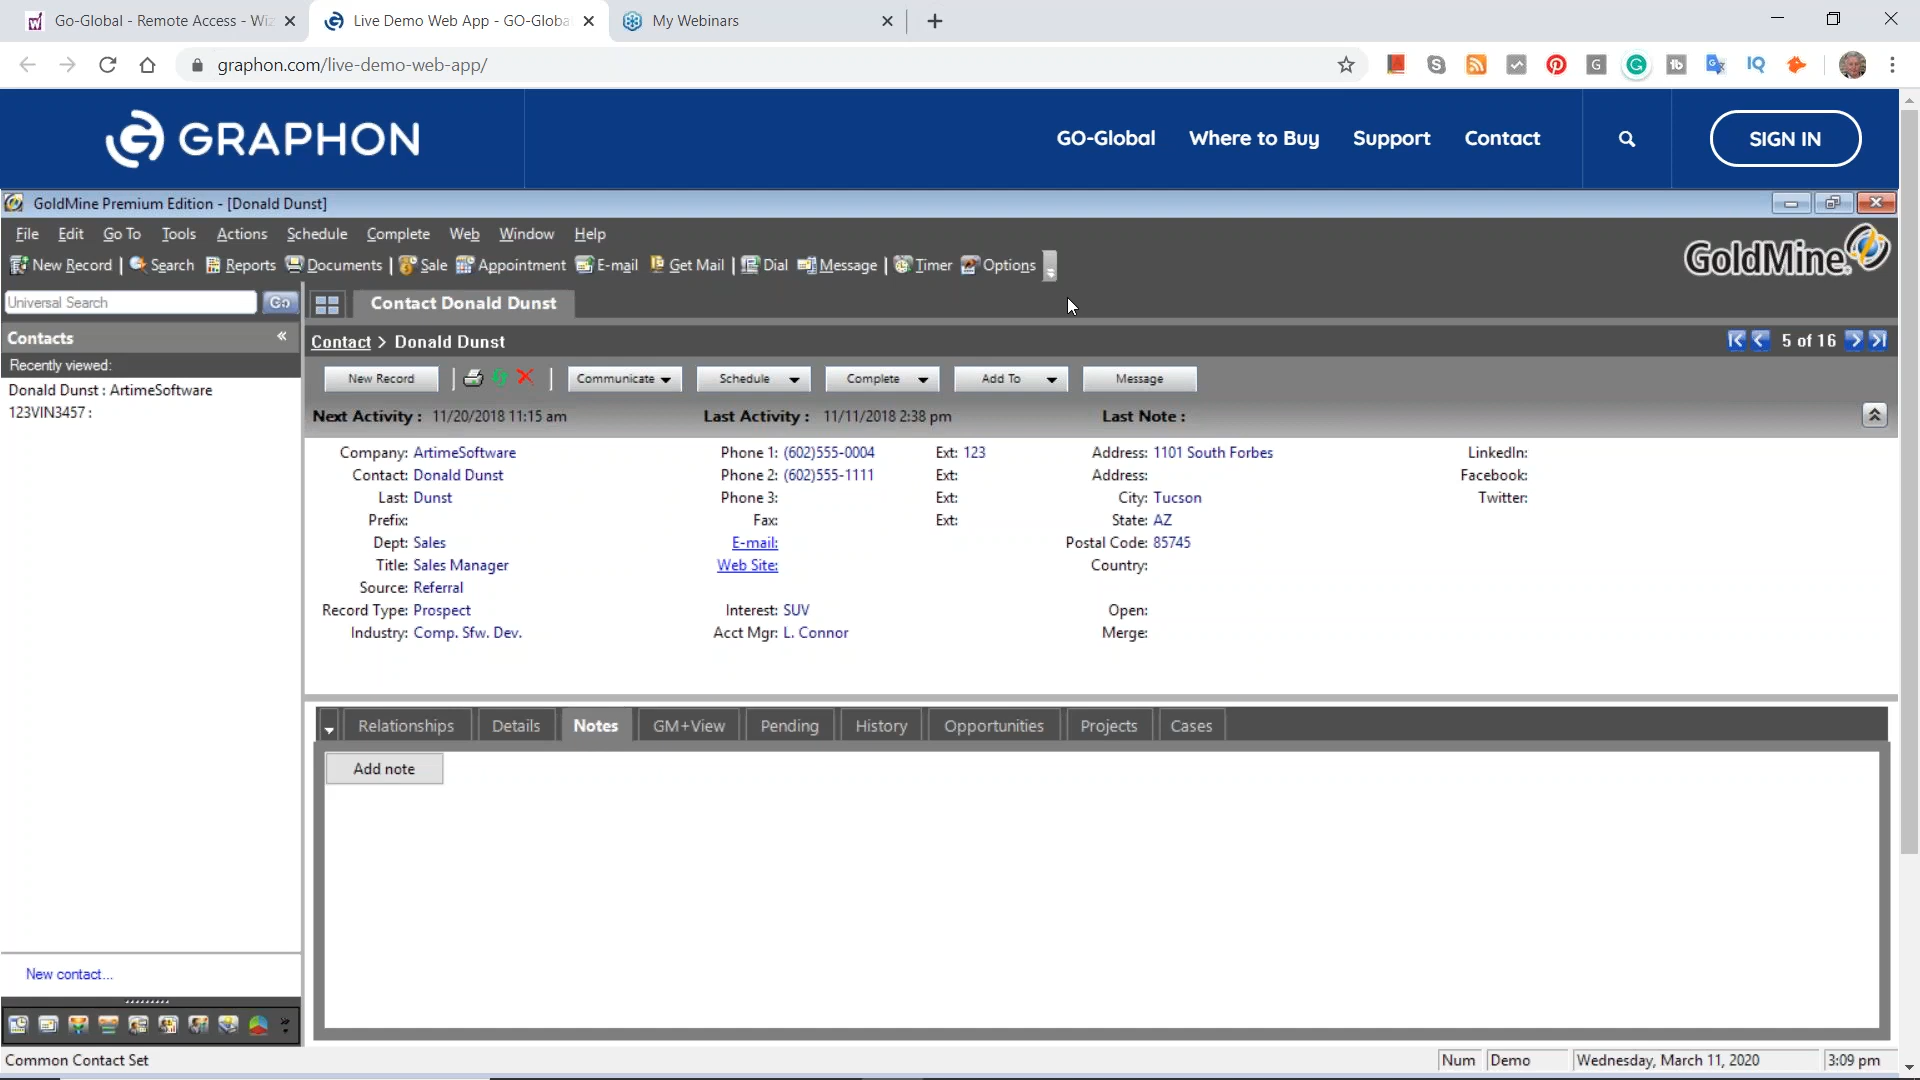 Go-Global - Remote Access - Wiz
Live Demo Web App - GO-Globa
My Webinars
graphon.com/live-demo-web-app/
GRAPHON
GO-Global Where to Buy Support Contact SIGN IN
GoldMine Premium Edition - [Donald Dunst]
File Edit Go To Tools Actions Schedule Complete Web Window Help
New Record Search Reports Documents Sale Appointment E-mail Get Mail Dial Message Timer Options
GoldMine.
Universal Search Go
Contact Donald Dunst
Contacts «
Contact > Donald Dunst
5 of 16
Recently viewed:
Donald Dunst : ArtimeSoftware
123VIN3457 :
New Record Communicate Schedule Complete Add To Message
Next Activity : 11/20/2018 11:15 am Last Activity : 11/11/2018 2:38 pm Last Note :
Company: ArtimeSoftware Phone 1: (602)555-0004 Ext: 123 Address: 1101 South Forbes LinkedIn:
Contact: Donald Dunst Phone 2: (602)555-1111 Ext: Address: Facebook:
Last: Dunst Phone 3: Ext: City: Tucson Twitter:
Prefix: Fax: Ext: State: AZ
Dept: Sales E-mail: Postal Code: 85745
Title: Sales Manager Web Site: Country:
Source: Referral
Record Type: Prospect Interest: SUV Open:
Industry: Comp. Sfw. Dev. Acct Mgr: L. Connor Merge:
Relationships Details Notes GM+View Pending History Opportunities Projects Cases
Add note
New contact...
Common Contact Set
Num Demo Wednesday, March 11, 2020 3:09 pm